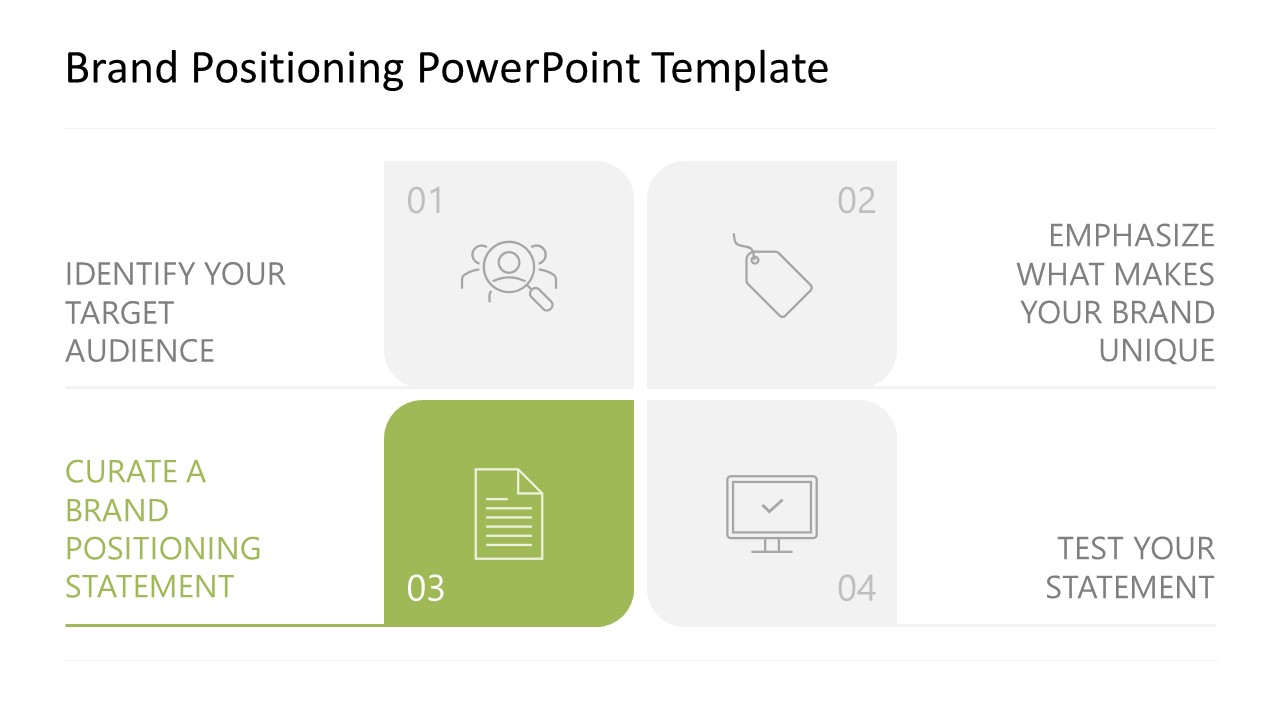 Brand Positioning PowerPoint Template
01
IDENTIFY YOUR
TARGET
AUDIENCE
02
EMPHASIZE
WHAT MAKES
YOUR BRAND
UNIQUE
CURATE A
BRAND
POSITIONING
STATEMENT
03
04
TEST YOUR
STATEMENT